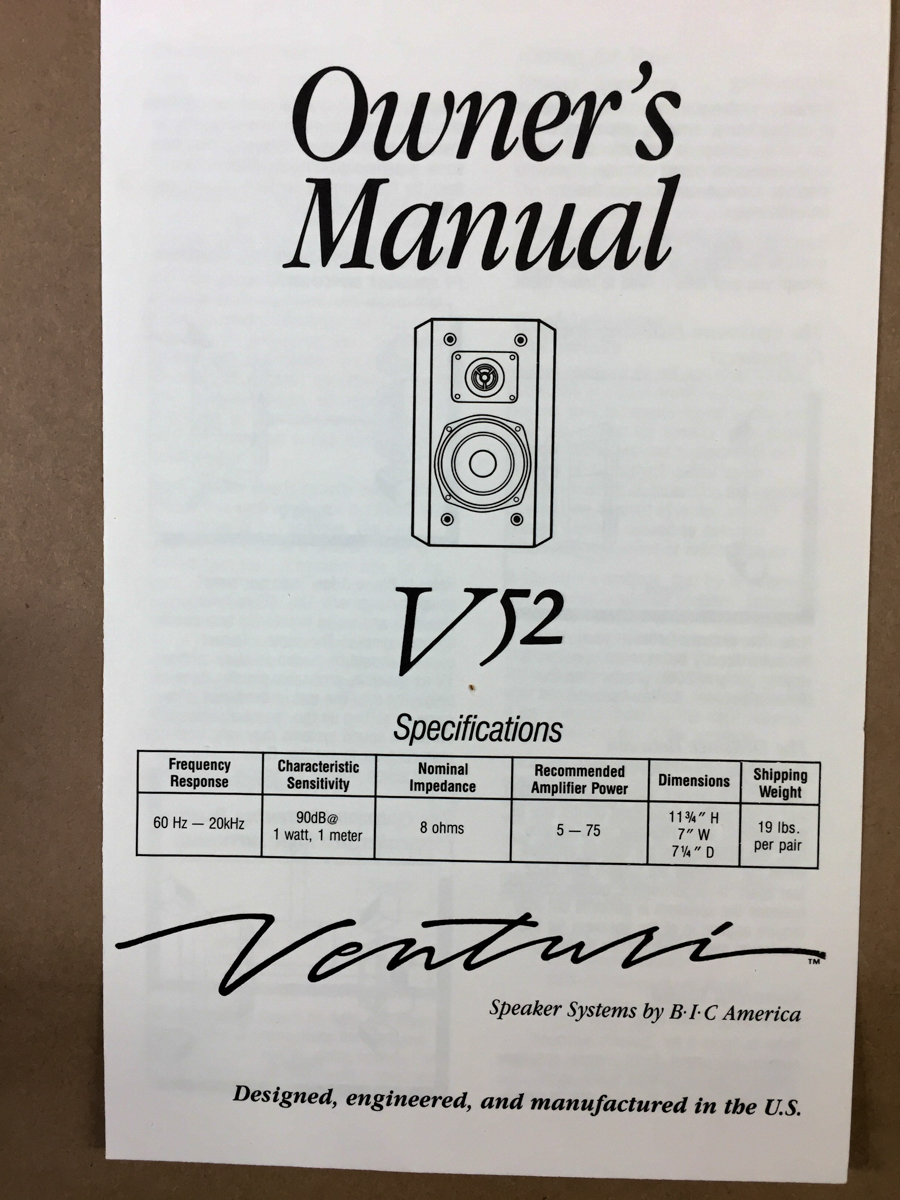 Owner's
Manual
V52
Specifications
Frequency Response | Characteristic Sensitivity | Nominal Impedance | Recommended Amplifier Power | Dimensions | Shipping Weight
60 Hz — 20kHz | 90dB@ 1 watt, 1 meter | 8 ohms | 5 — 75 | 11¾" H 7" W 7¼" D | 19 lbs. per pair
Venturi™
Speaker Systems by B·I·C America
Designed, engineered, and manufactured in the U.S.